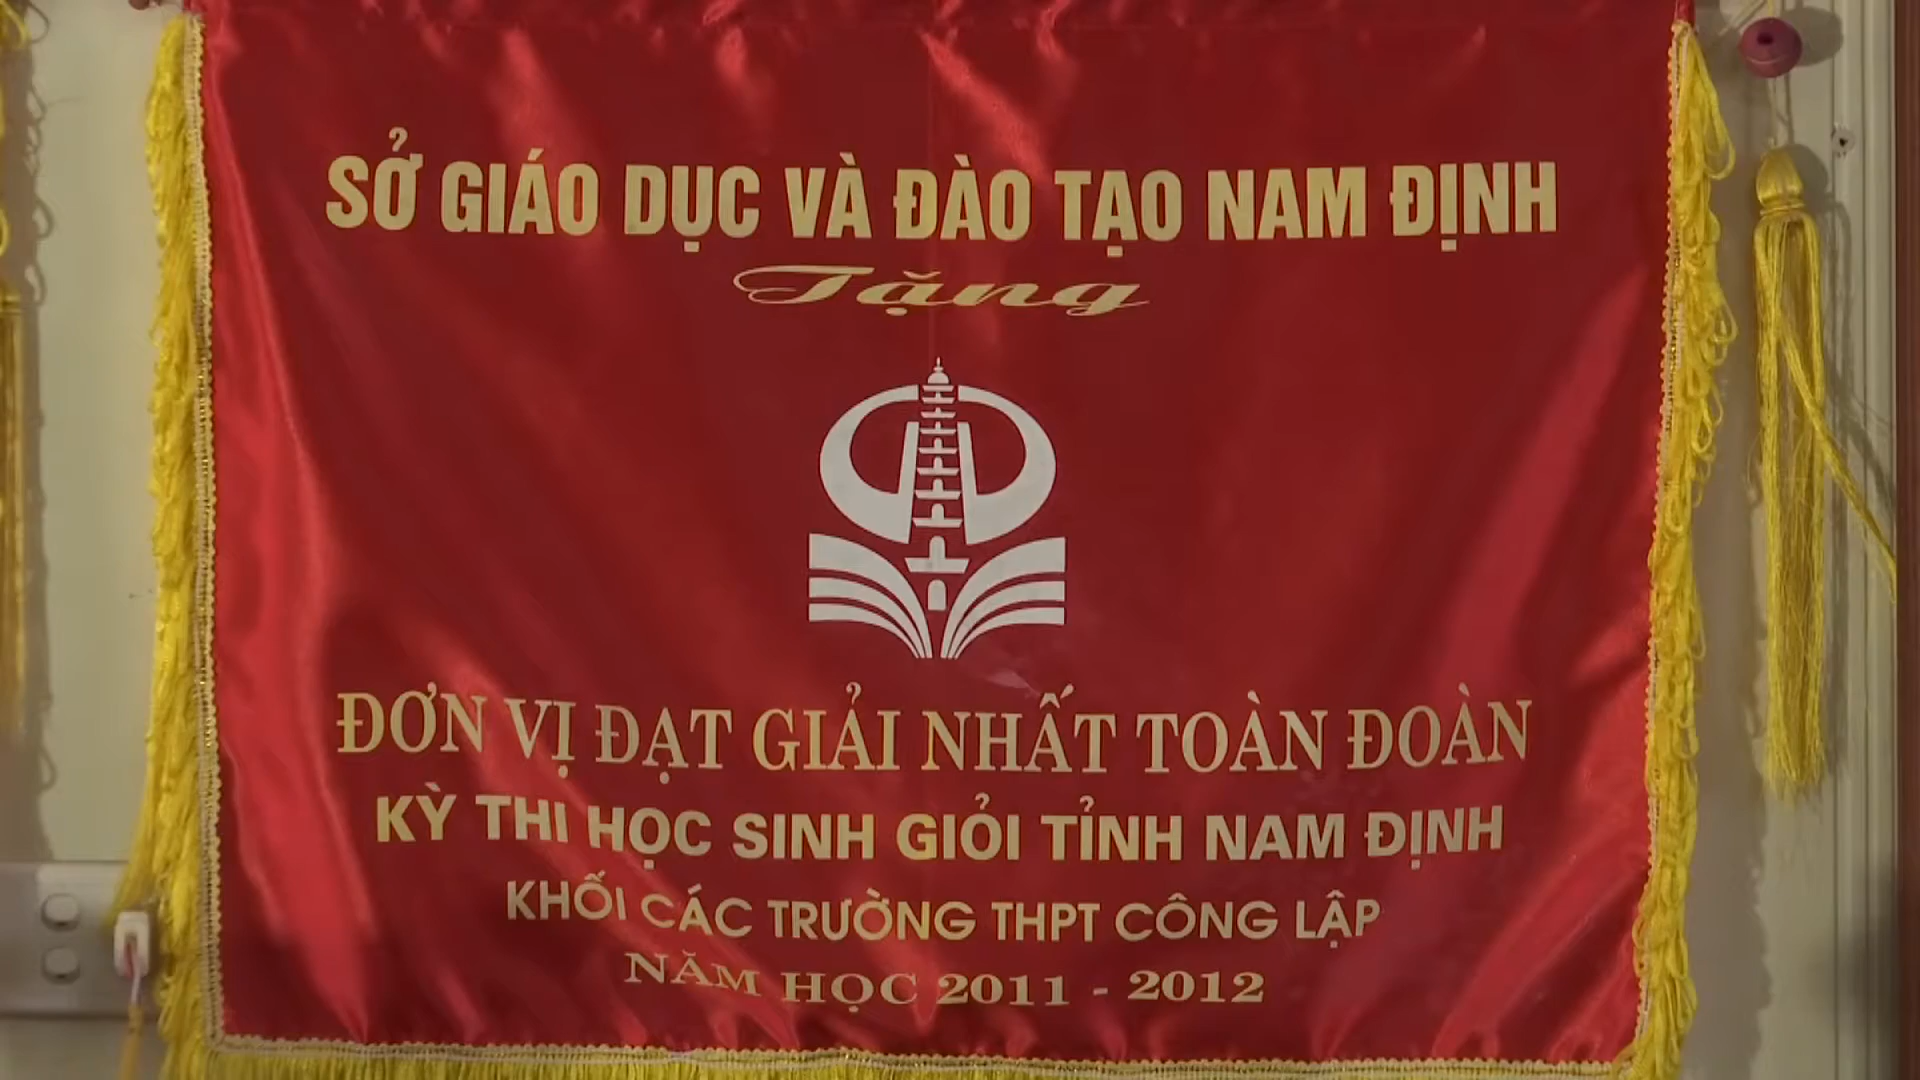 SỞ GIÁO DỤC VÀ ĐÀO TẠO NAM ĐỊNH
Tặng
ĐƠN VỊ ĐẠT GIẢI NHẤT TOÀN ĐOÀN
KỲ THI HỌC SINH GIỎI TỈNH NAM ĐỊNH
KHỐI CÁC TRƯỜNG THPT CÔNG LẬP
NĂM HỌC 2011 - 2012